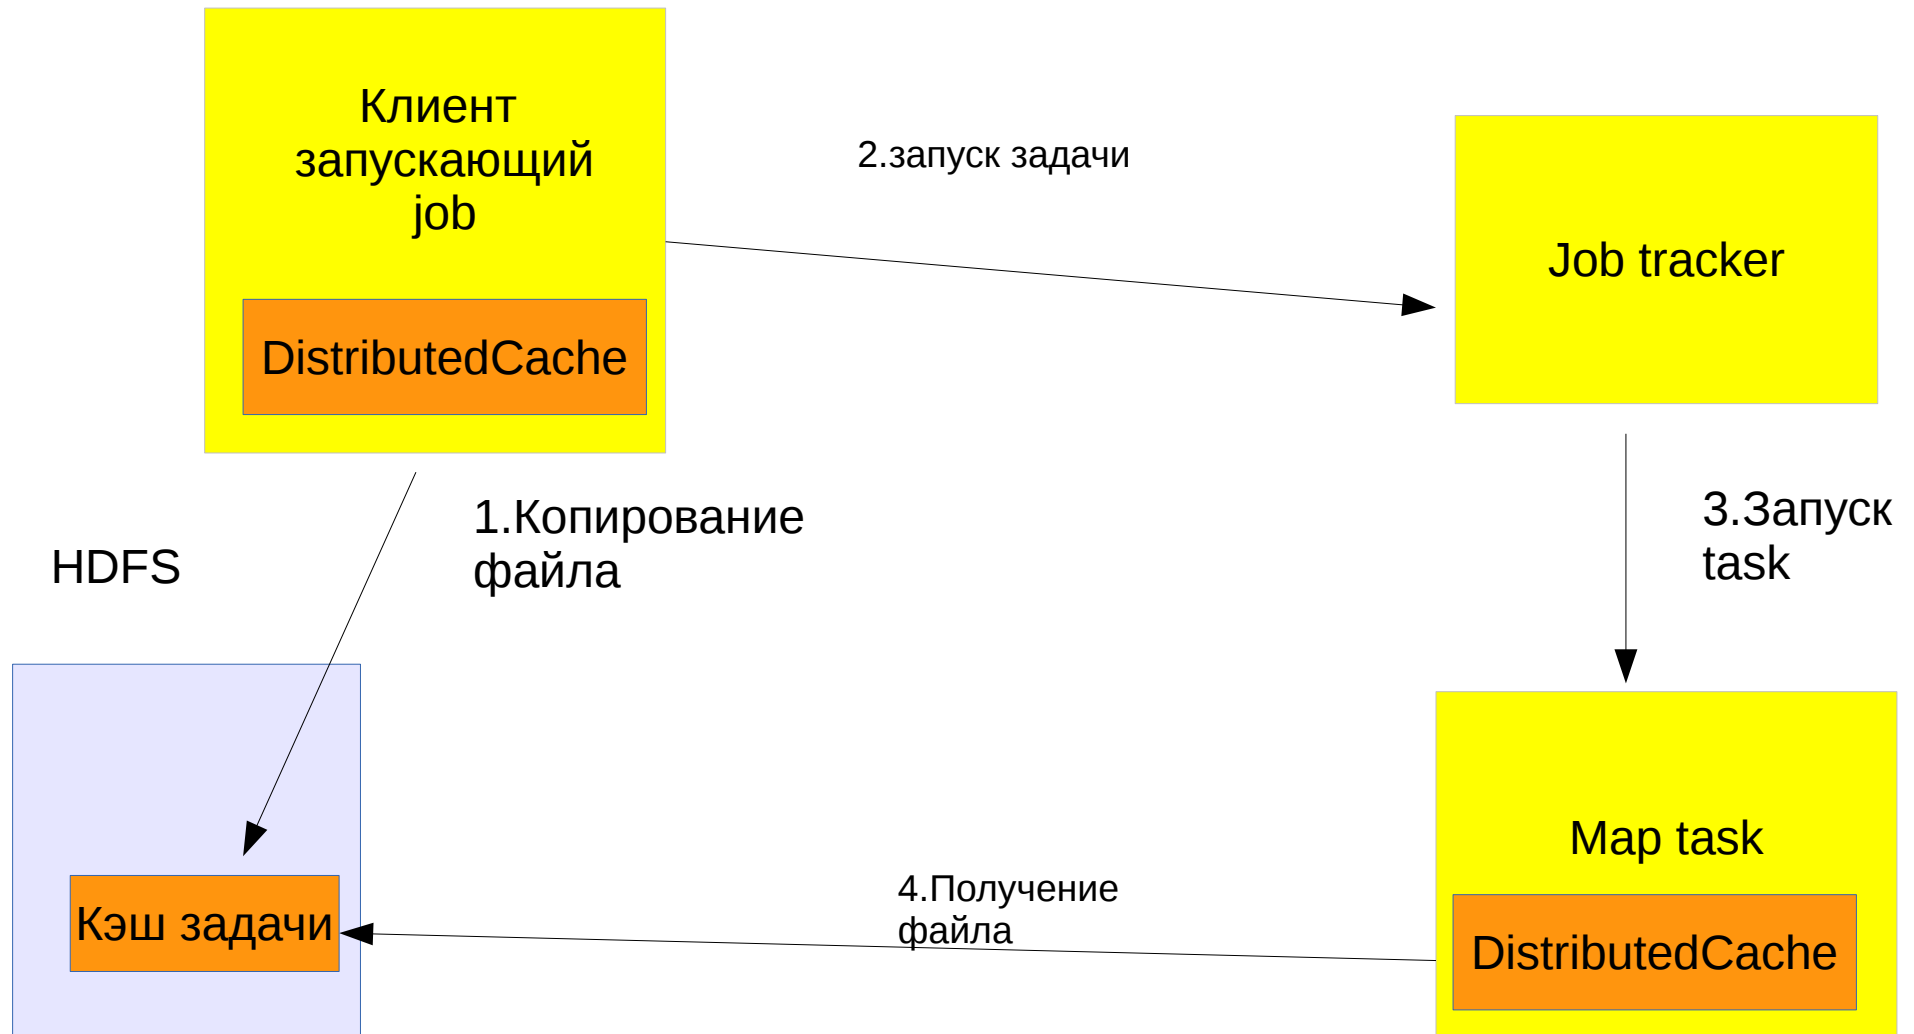 Клиент
запускающий
job
DistributedCache
2.запуск задачи
Job tracker
1.Копирование
файла
3.Запуск
task
HDFS
Кэш задачи
4.Получение
файла
Map task
DistributedCache